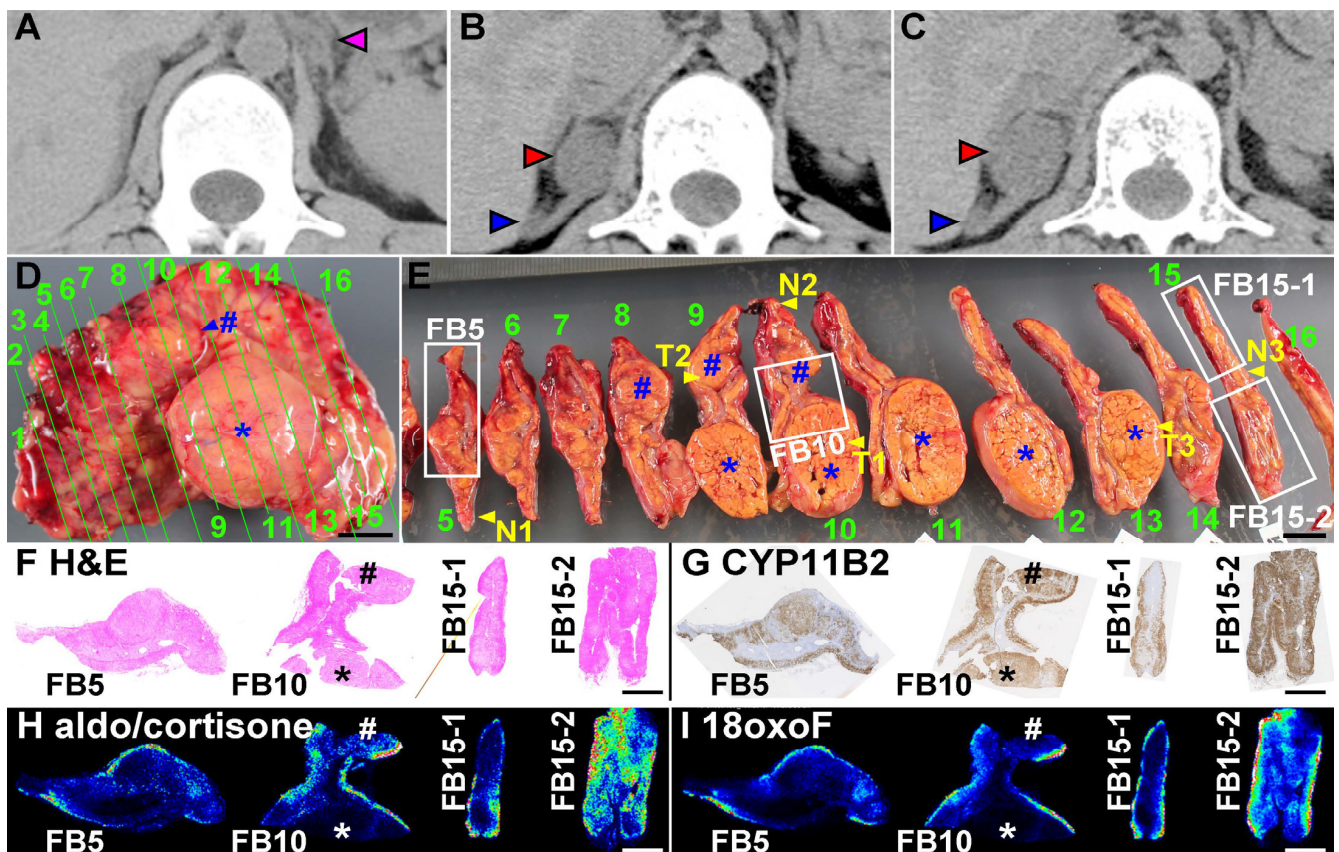 A
B
C
D
1
2
3
4
5
6
7
8
10
12
14
16
#
*
9
11
13
15
E
FB5
5
N1
6
7
8
#
9
T2
#
*
N2
#
FB10
T1
*
10
*
11
*
12
T3
*
13
14
15
FB15-1
N3
FB15-2
16
F H&E
FB5
#
FB10
*
FB15-1
FB15-2
G CYP11B2
FB5
#
FB10
*
FB15-1
FB15-2
H aldo/cortisone
FB5
#
FB10
*
FB15-1
FB15-2
I 18oxoF
FB5
#
FB10
*
FB15-1
FB15-2